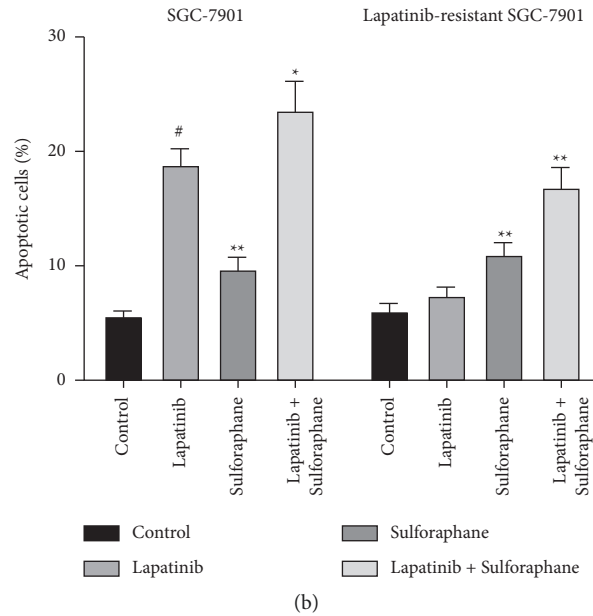 SGC-7901
Lapatinib-resistant SGC-7901
30
20
10
0
Apoptotic cells (%)
#
**
*
**
**
Control
Lapatinib
Sulforaphane
Lapatinib +
Sulforaphane
Control
Lapatinib
Sulforaphane
Lapatinib +
Sulforaphane
Control
Sulforaphane
Lapatinib
Lapatinib + Sulforaphane
(b)